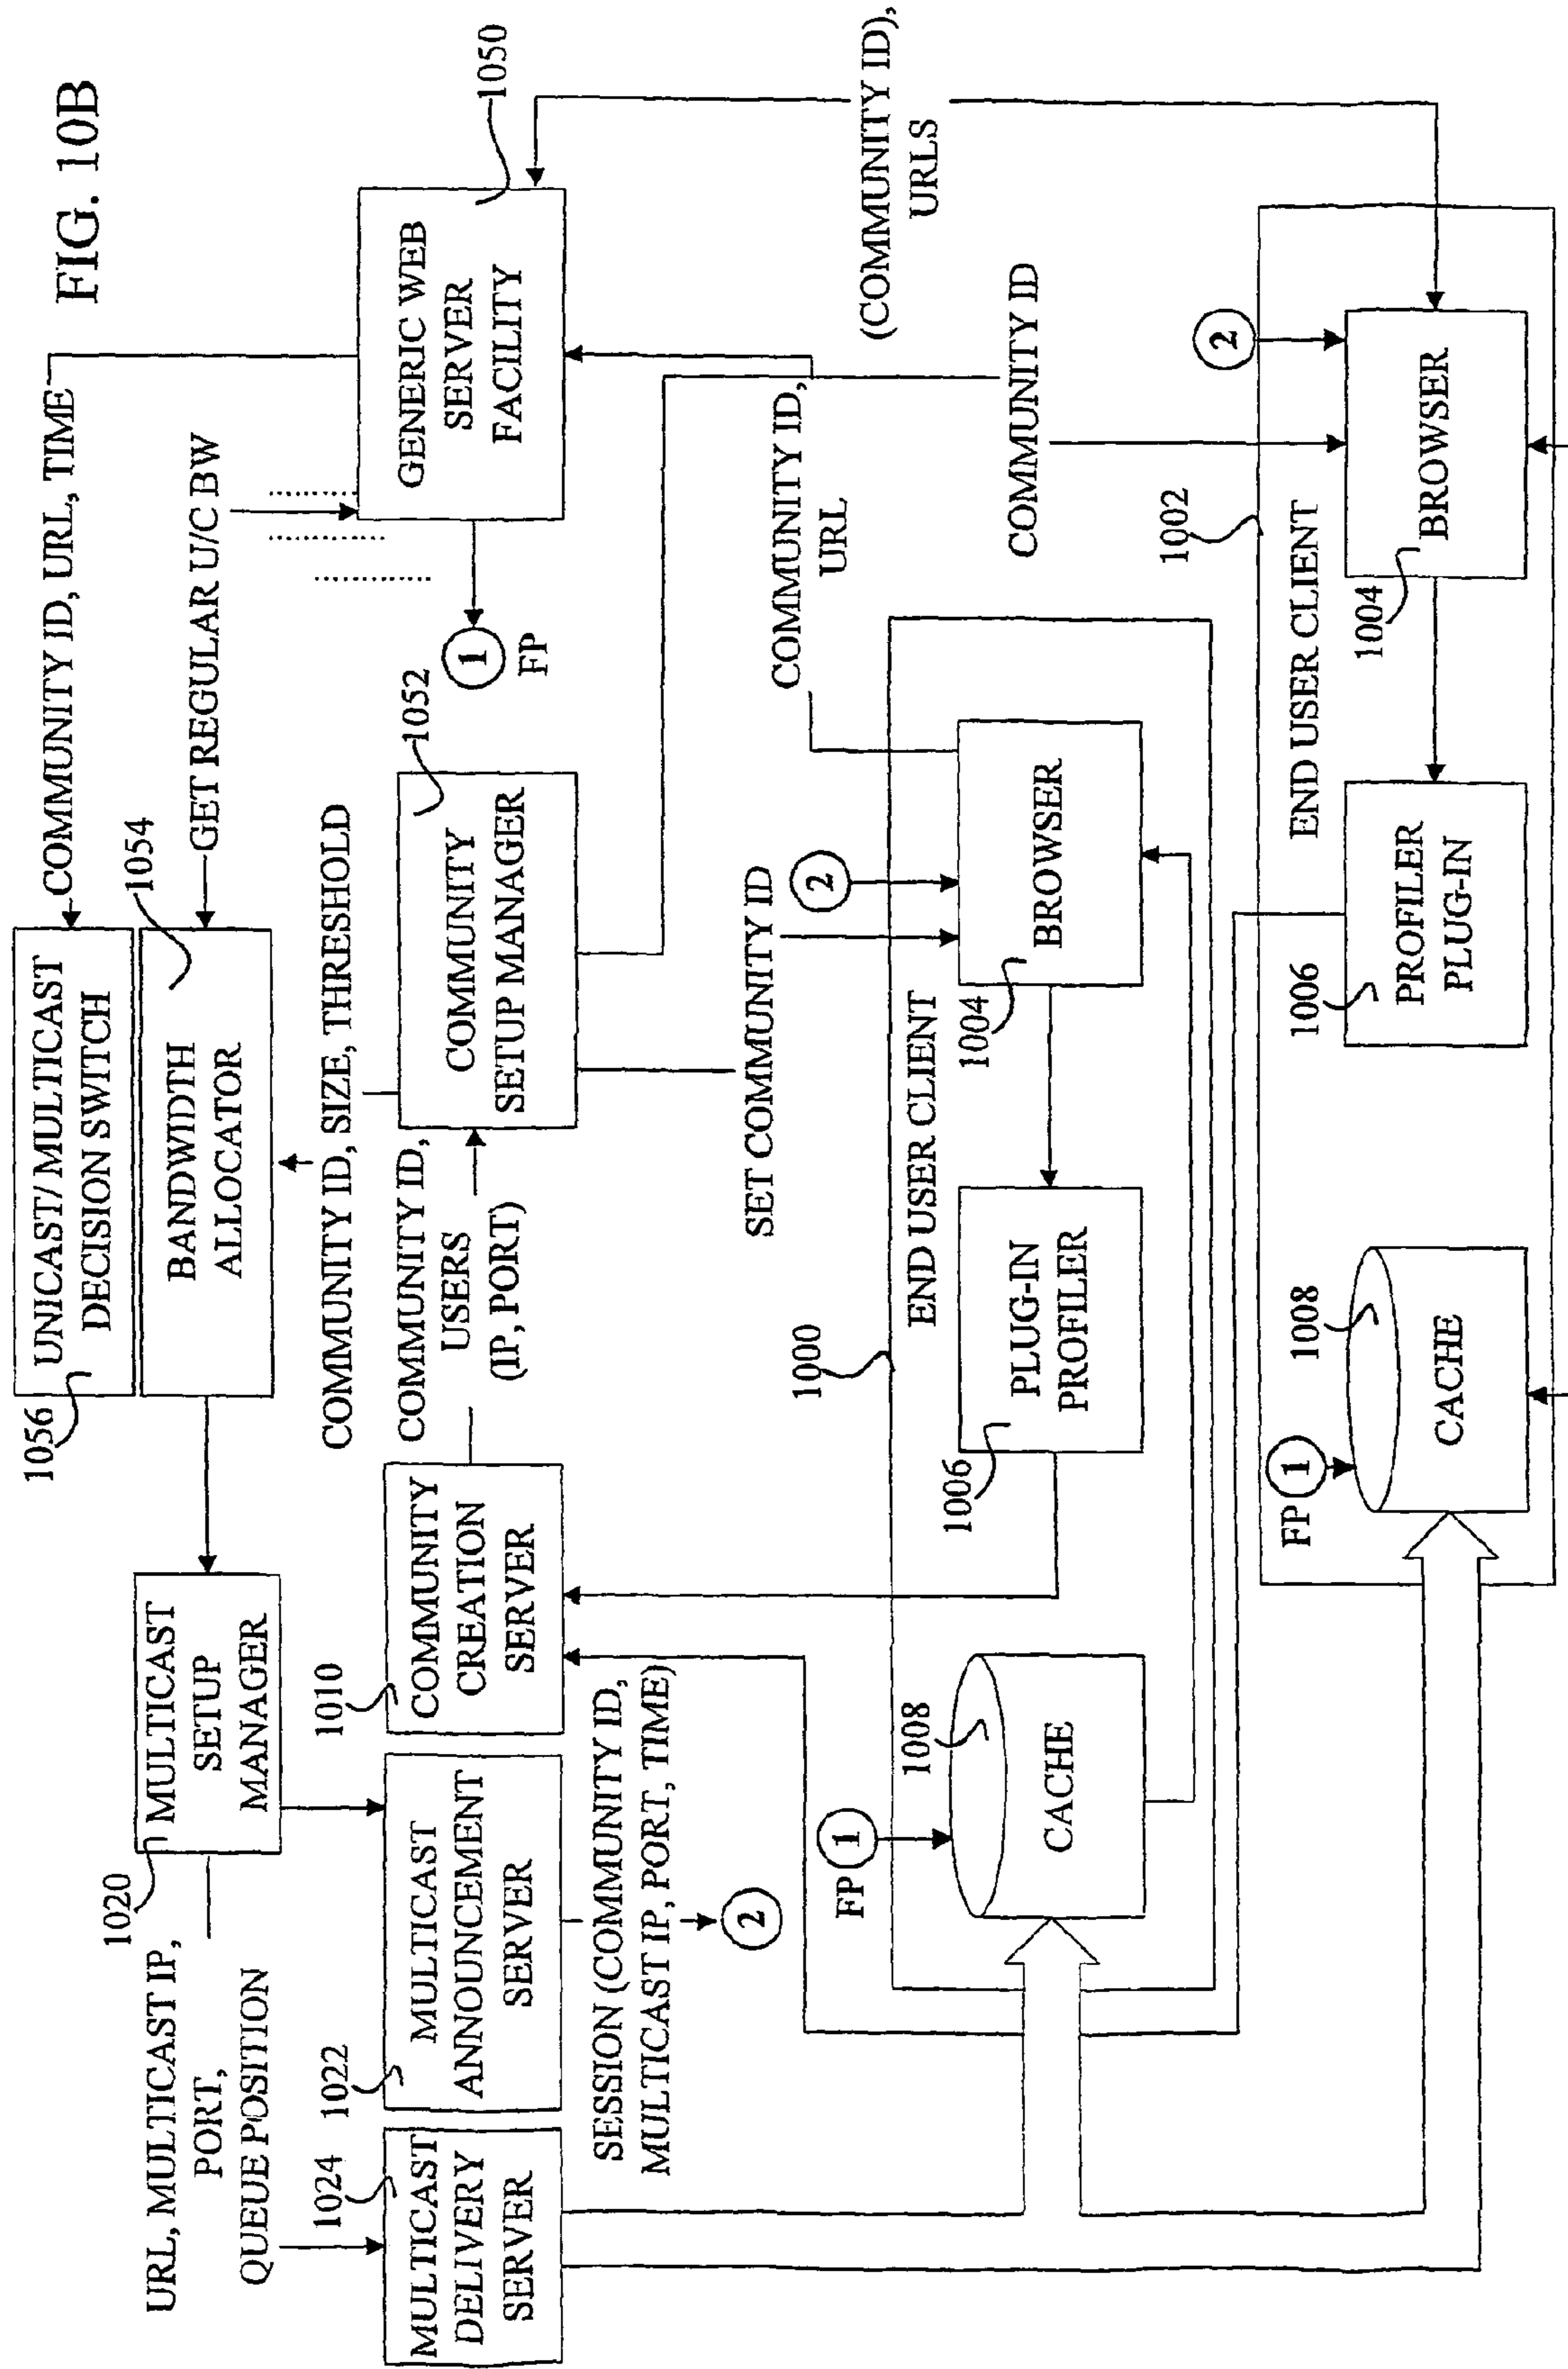 FIG. 10B
UNICAST/MULTICAST
DECISION SWITCH
1056
COMMUNITY ID, URL, TIME
BANDWIDTH
ALLOCATOR
1054
GET REGULAR U/C BW
MULTICAST
SETUP
MANAGER
1020
URL, MULTICAST IP,
PORT,
QUEUE POSITION
COMMUNITY ID, SIZE, THRESHOLD
GENERIC WEB
SERVER
FACILITY
1050
1
FP
COMMUNITY
SETUP MANAGER
1052
COMMUNITY ID,
USERS
(IP, PORT)
COMMUNITY
CREATION
SERVER
1010
MULTICAST
ANNOUNCEMENT
SERVER
1022
MULTICAST
DELIVERY
SERVER
1024
SESSION (COMMUNITY ID,
MULTICAST IP, PORT, TIME)
2
SET COMMUNITY ID
2
COMMUNITY ID,
URL
(COMMUNITY ID),
URLS
COMMUNITY ID
1000
END USER CLIENT
FP
1
CACHE
1008
PLUG-IN
PROFILER
1006
BROWSER
1004
1002
END USER CLIENT
2
FP
1
CACHE
1008
PROFILER
PLUG-IN
1006
BROWSER
1004